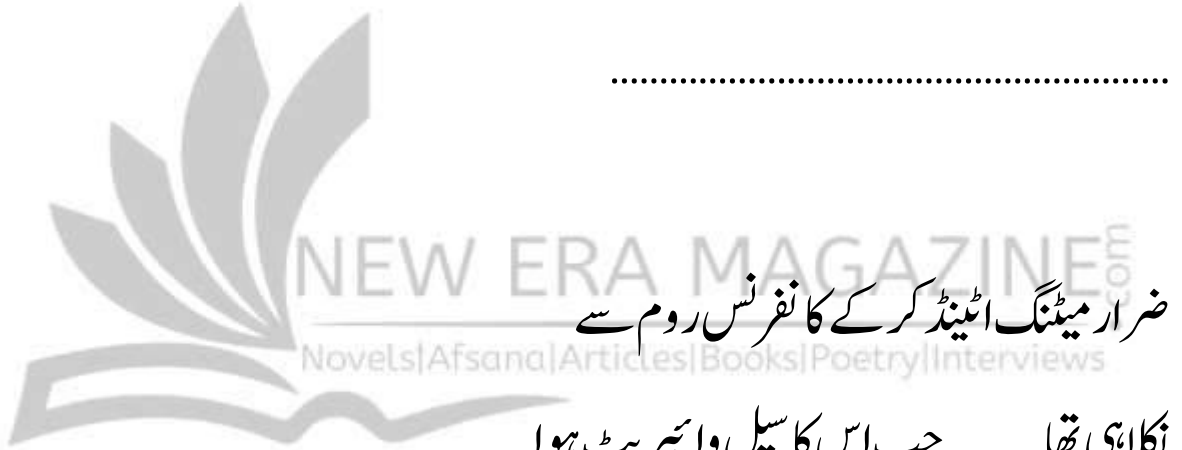 ........................................................
NEW ERA MAGAZINE.com
ضرار میٹنگ اٹینڈ کر کے کانفرنس روم سے
Novels|Afsana|Articles|Books|Poetry|Interviews
نکلا ہی تھا جب اس کا سیل وائبریٹ ہوا